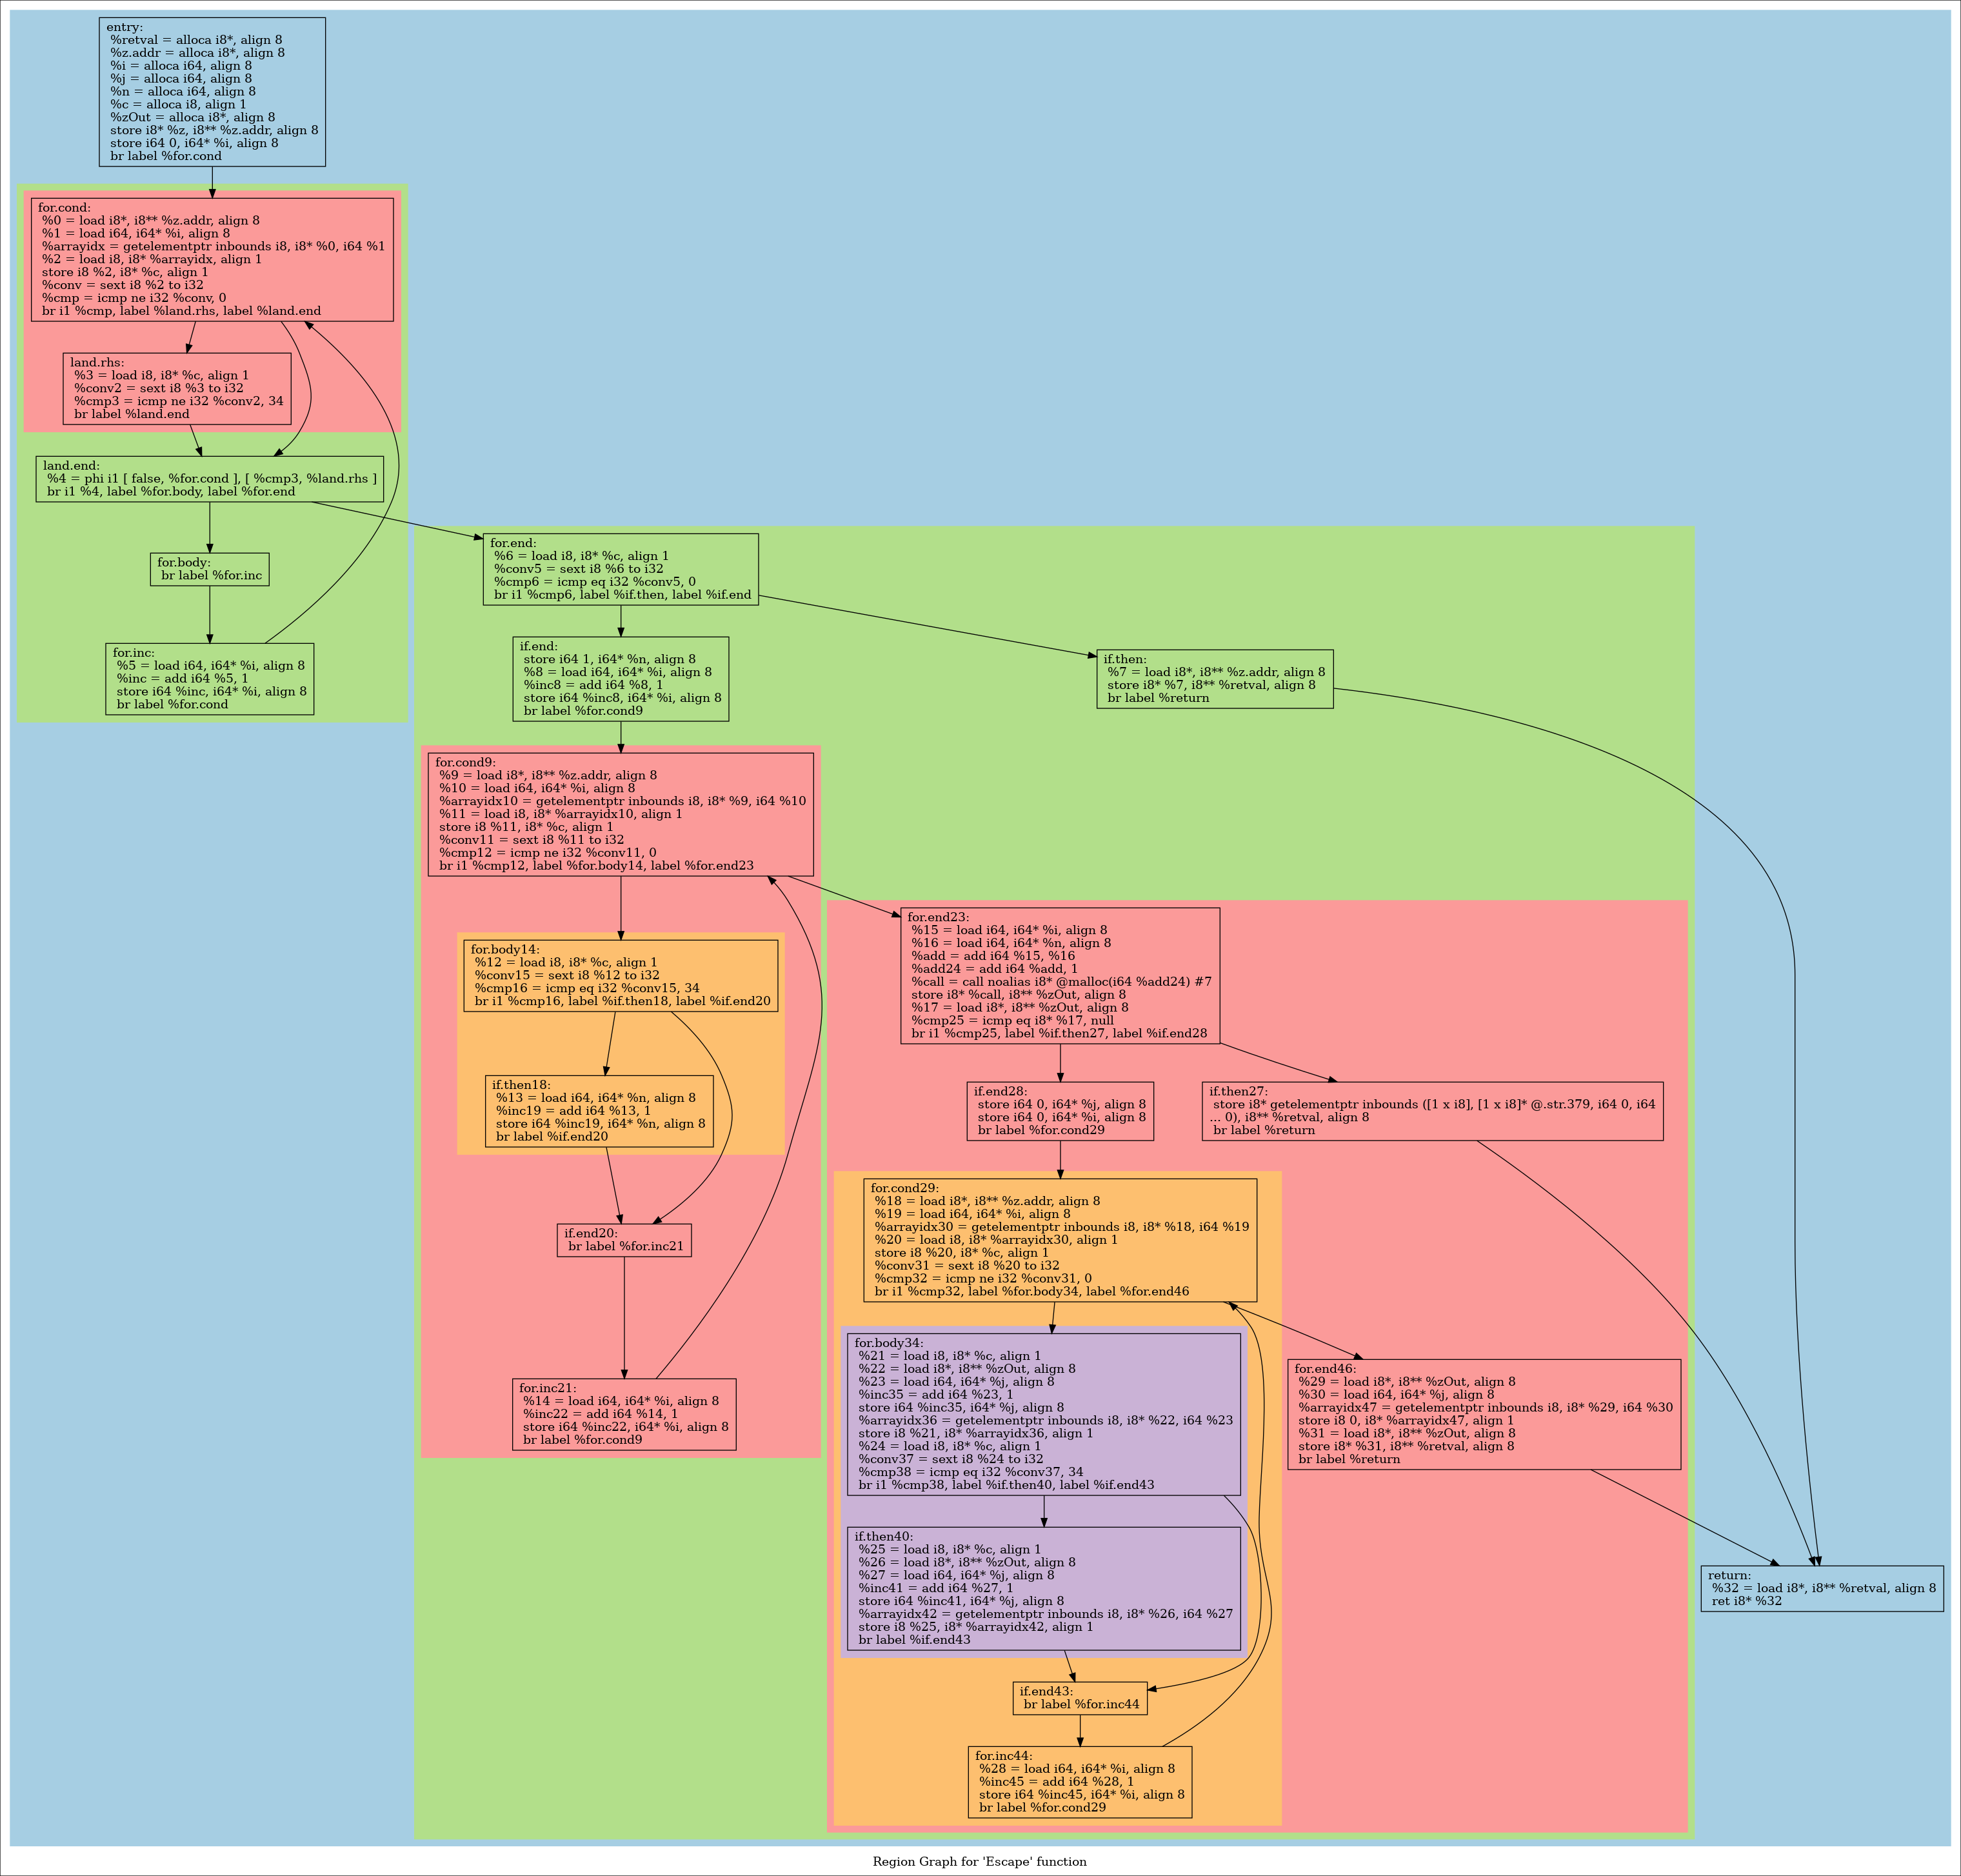 entry:
%retval = alloca i8*, align 8
%z.addr = alloca i8*, align 8
%i = alloca i64, align 8
%j = alloca i64, align 8
%n = alloca i64, align 8
%c = alloca i8, align 1
%zOut = alloca i8*, align 8
store i8* %z, i8** %z.addr, align 8
store i64 0, i64* %i, align 8
br label %for.cond
for.cond:
%0 = load i8*, i8** %z.addr, align 8
%1 = load i64, i64* %i, align 8
%arrayidx = getelementptr inbounds i8, i8* %0, i64 %1
%2 = load i8, i8* %arrayidx, align 1
store i8 %2, i8* %c, align 1
%conv = sext i8 %2 to i32
%cmp = icmp ne i32 %conv, 0
br i1 %cmp, label %land.rhs, label %land.end
land.rhs:
%3 = load i8, i8* %c, align 1
%conv2 = sext i8 %3 to i32
%cmp3 = icmp ne i32 %conv2, 34
br label %land.end
land.end:
%4 = phi i1 [ false, %for.cond ], [ %cmp3, %land.rhs ]
br i1 %4, label %for.body, label %for.end
for.body:
br label %for.inc
for.inc:
%5 = load i64, i64* %i, align 8
%inc = add i64 %5, 1
store i64 %inc, i64* %i, align 8
br label %for.cond
for.end:
%6 = load i8, i8* %c, align 1
%conv5 = sext i8 %6 to i32
%cmp6 = icmp eq i32 %conv5, 0
br i1 %cmp6, label %if.then, label %if.end
if.end:
store i64 1, i64* %n, align 8
%8 = load i64, i64* %i, align 8
%inc8 = add i64 %8, 1
store i64 %inc8, i64* %i, align 8
br label %for.cond9
if.then:
%7 = load i8*, i8** %z.addr, align 8
store i8* %7, i8** %retval, align 8
br label %return
for.cond9:
%9 = load i8*, i8** %z.addr, align 8
%10 = load i64, i64* %i, align 8
%arrayidx10 = getelementptr inbounds i8, i8* %9, i64 %10
%11 = load i8, i8* %arrayidx10, align 1
store i8 %11, i8* %c, align 1
%conv11 = sext i8 %11 to i32
%cmp12 = icmp ne i32 %conv11, 0
br i1 %cmp12, label %for.body14, label %for.end23
for.body14:
%12 = load i8, i8* %c, align 1
%conv15 = sext i8 %12 to i32
%cmp16 = icmp eq i32 %conv15, 34
br i1 %cmp16, label %if.then18, label %if.end20
if.then18:
%13 = load i64, i64* %n, align 8
%inc19 = add i64 %13, 1
store i64 %inc19, i64* %n, align 8
br label %if.end20
if.end20:
br label %for.inc21
for.inc21:
%14 = load i64, i64* %i, align 8
%inc22 = add i64 %14, 1
store i64 %inc22, i64* %i, align 8
br label %for.cond9
for.end23:
%15 = load i64, i64* %i, align 8
%16 = load i64, i64* %n, align 8
%add = add i64 %15, %16
%add24 = add i64 %add, 1
%call = call noalias i8* @malloc(i64 %add24) #7
store i8* %call, i8** %zOut, align 8
%17 = load i8*, i8** %zOut, align 8
%cmp25 = icmp eq i8* %17, null
br i1 %cmp25, label %if.then27, label %if.end28
if.end28:
store i64 0, i64* %j, align 8
store i64 0, i64* %i, align 8
br label %for.cond29
if.then27:
store i8* getelementptr inbounds ([1 x i8], [1 x i8]* @.str.379, i64 0, i64
... 0), i8** %retval, align 8
br label %return
for.cond29:
%18 = load i8*, i8** %z.addr, align 8
%19 = load i64, i64* %i, align 8
%arrayidx30 = getelementptr inbounds i8, i8* %18, i64 %19
%20 = load i8, i8* %arrayidx30, align 1
store i8 %20, i8* %c, align 1
%conv31 = sext i8 %20 to i32
%cmp32 = icmp ne i32 %conv31, 0
br i1 %cmp32, label %for.body34, label %for.end46
for.body34:
%21 = load i8, i8* %c, align 1
%22 = load i8*, i8** %zOut, align 8
%23 = load i64, i64* %j, align 8
%inc35 = add i64 %23, 1
store i64 %inc35, i64* %j, align 8
%arrayidx36 = getelementptr inbounds i8, i8* %22, i64 %23
store i8 %21, i8* %arrayidx36, align 1
%24 = load i8, i8* %c, align 1
%conv37 = sext i8 %24 to i32
%cmp38 = icmp eq i32 %conv37, 34
br i1 %cmp38, label %if.then40, label %if.end43
for.end46:
%29 = load i8*, i8** %zOut, align 8
%30 = load i64, i64* %j, align 8
%arrayidx47 = getelementptr inbounds i8, i8* %29, i64 %30
store i8 0, i8* %arrayidx47, align 1
%31 = load i8*, i8** %zOut, align 8
store i8* %31, i8** %retval, align 8
br label %return
if.then40:
%25 = load i8, i8* %c, align 1
%26 = load i8*, i8** %zOut, align 8
%27 = load i64, i64* %j, align 8
%inc41 = add i64 %27, 1
store i64 %inc41, i64* %j, align 8
%arrayidx42 = getelementptr inbounds i8, i8* %26, i64 %27
store i8 %25, i8* %arrayidx42, align 1
br label %if.end43
return:
%32 = load i8*, i8** %retval, align 8
ret i8* %32
if.end43:
br label %for.inc44
for.inc44:
%28 = load i64, i64* %i, align 8
%inc45 = add i64 %28, 1
store i64 %inc45, i64* %i, align 8
br label %for.cond29
Region Graph for 'Escape' function